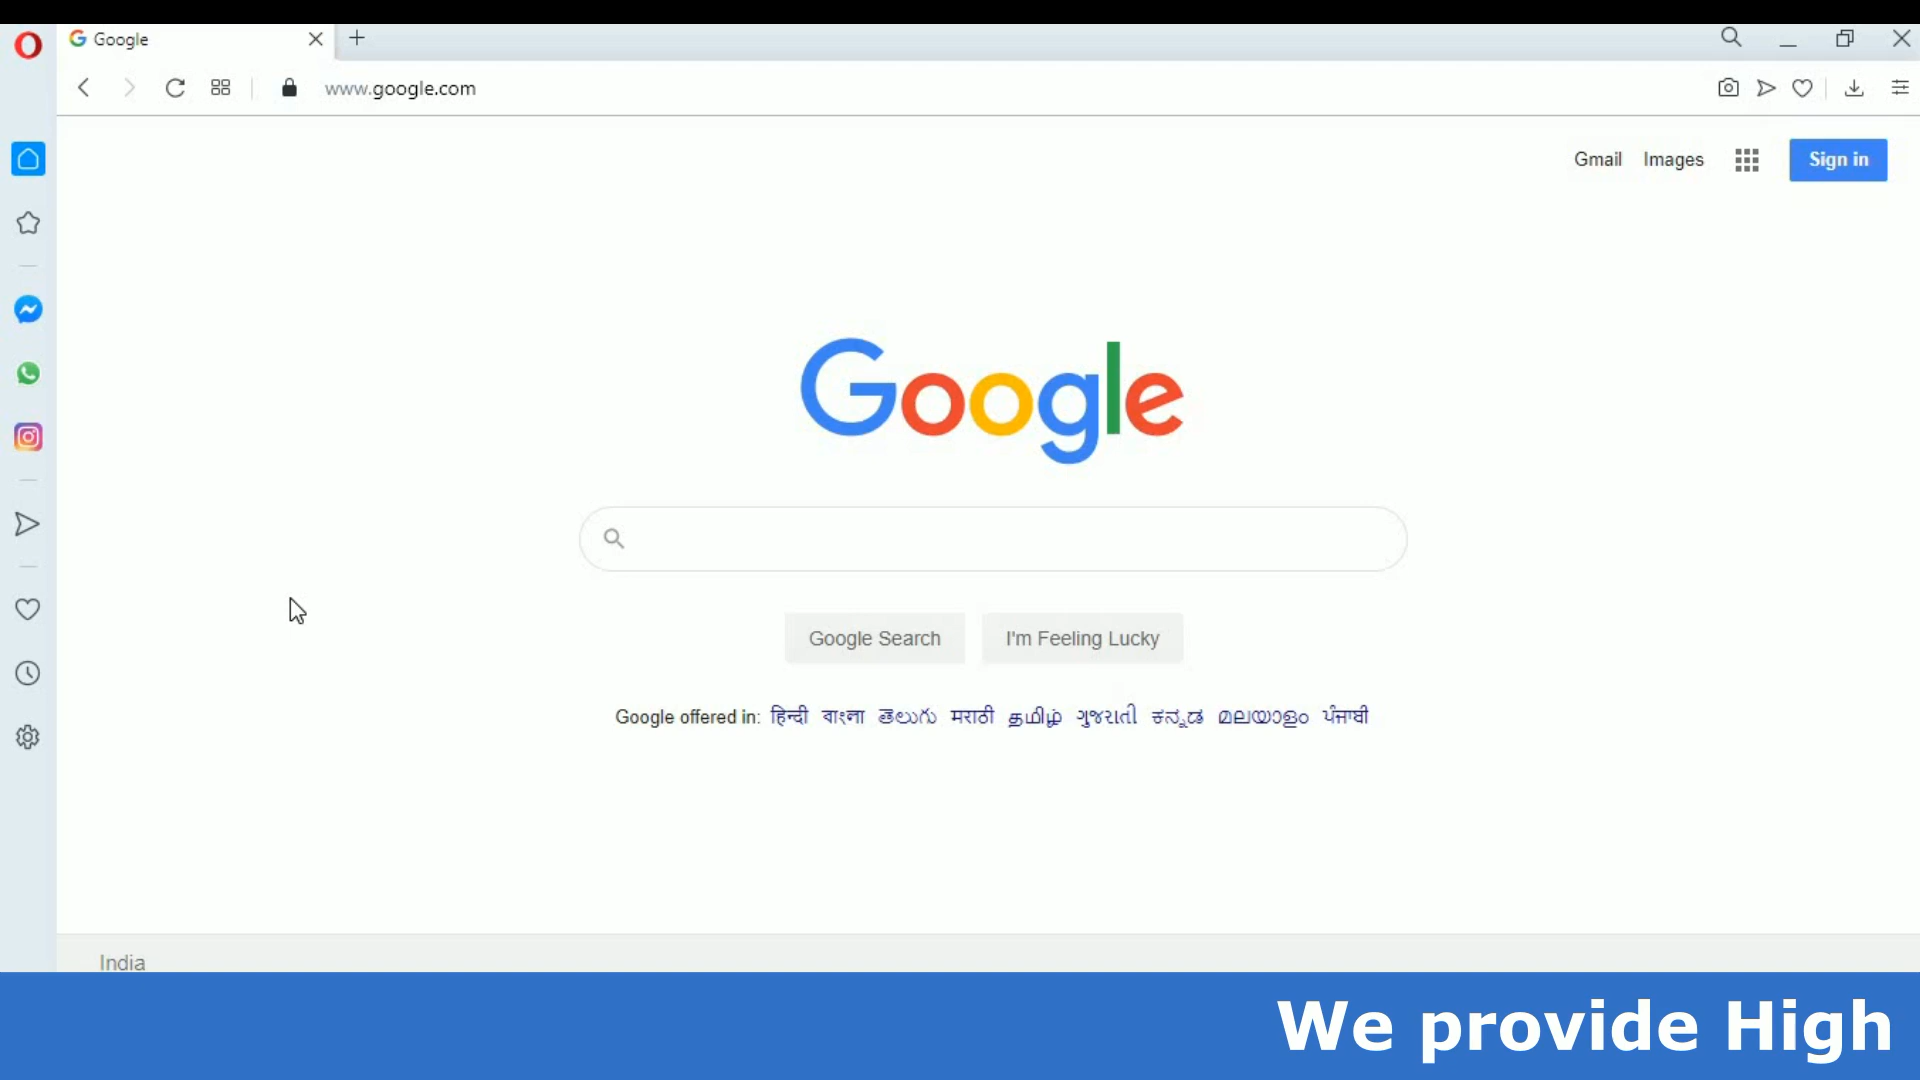 Google
www.google.com
Gmail Images Sign in
Google
Google Search I'm Feeling Lucky
Google offered in: हिन्दी বাংলা తెలుగు मराठी தமிழ் ગુજરાતી ಕನ್ನಡ മലയാളം ਪੰਜਾਬੀ
India
We provide High